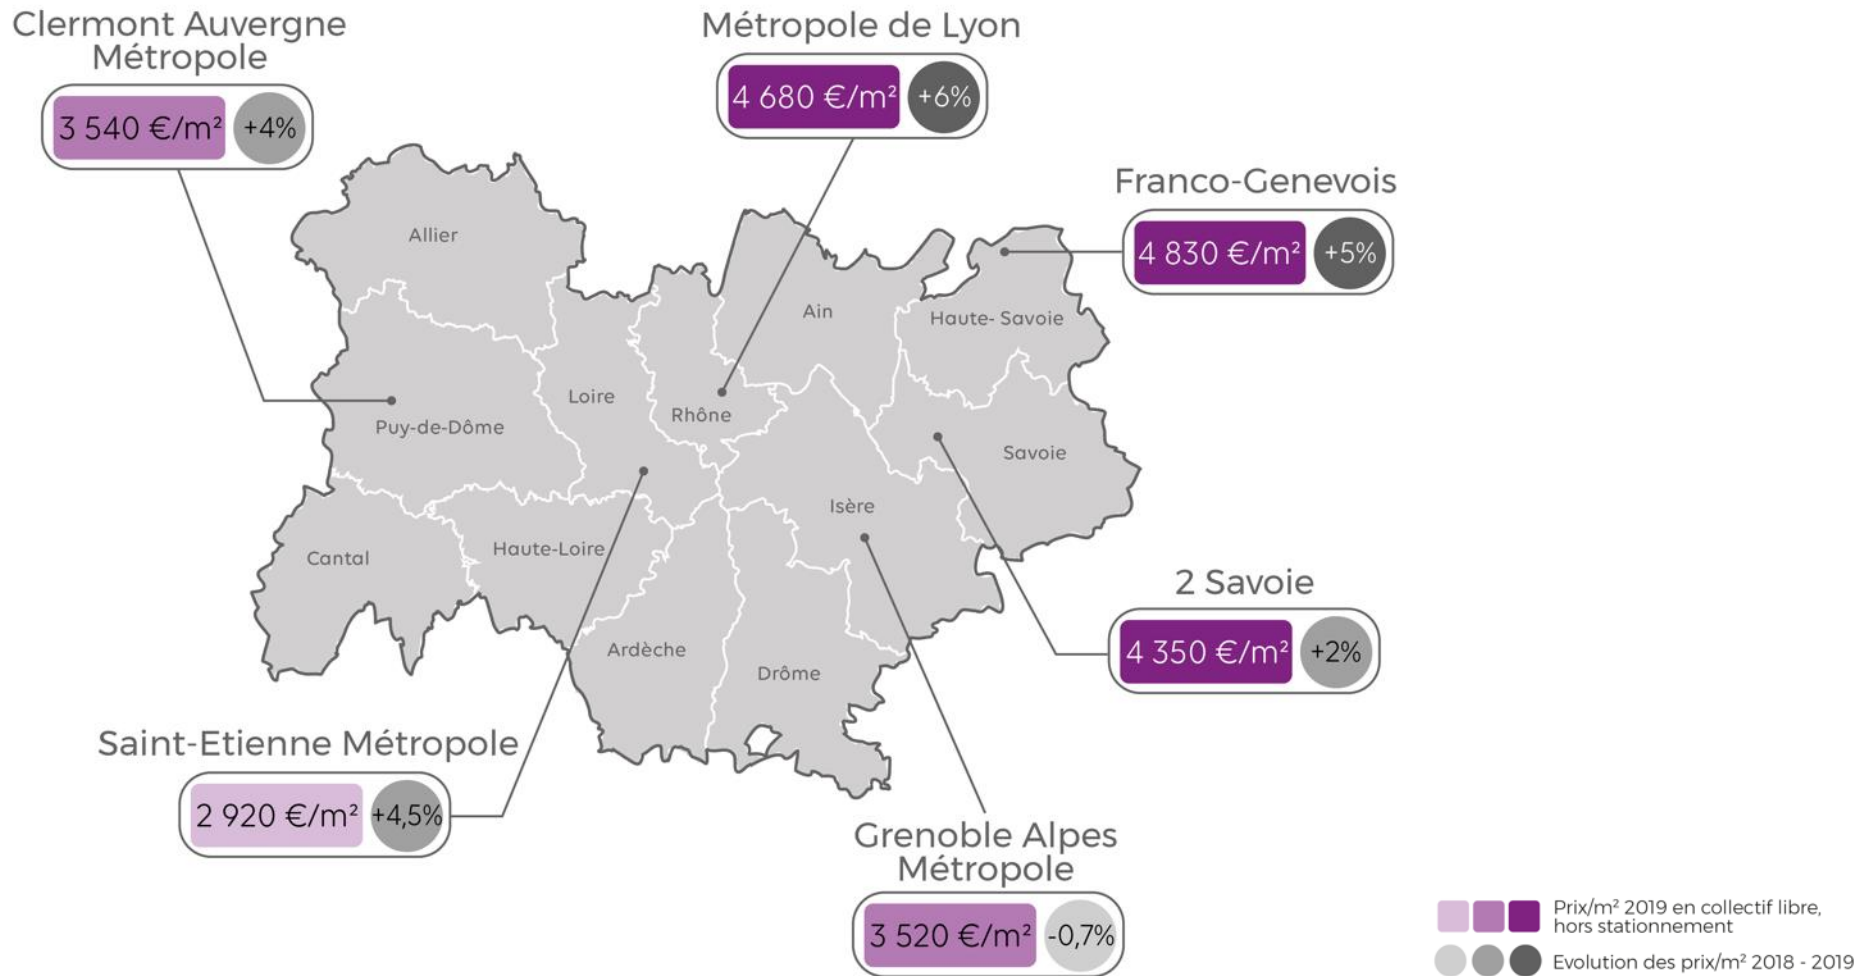 Clermont Auvergne
Métropole
3 540 €/m²
+4%
Métropole de Lyon
4 680 €/m²
+6%
Franco-Genevois
4 830 €/m²
+5%
Allier
Ain
Haute- Savoie
Loire
Rhône
Puy-de-Dôme
Savoie
Isère
Cantal
Haute-Loire
Ardèche
Drôme
2 Savoie
4 350 €/m²
+2%
Saint-Etienne Métropole
2 920 €/m²
+4,5%
Grenoble Alpes
Métropole
3 520 €/m²
-0,7%
Prix/m² 2019 en collectif libre,
hors stationnement
Evolution des prix/m² 2018 - 2019